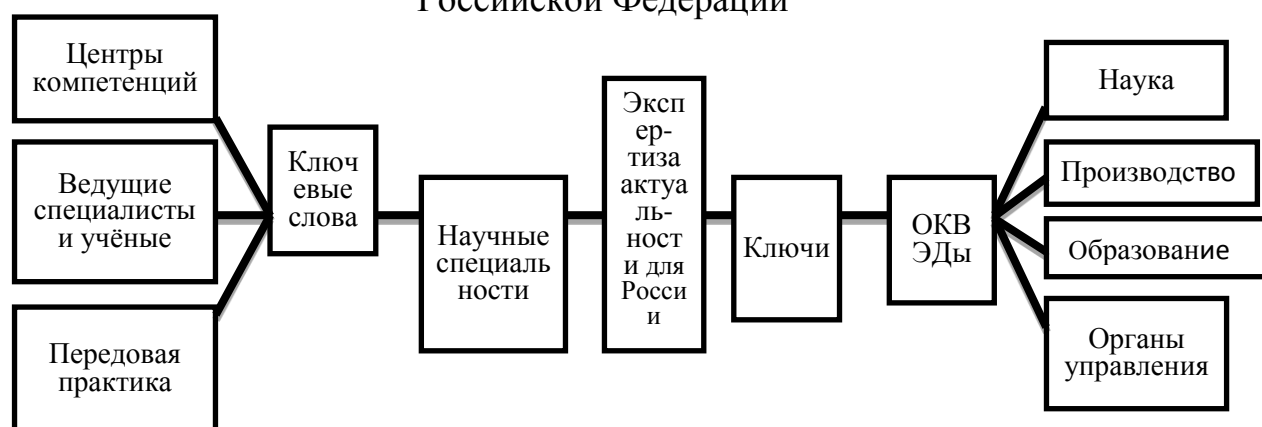 Российской Федерации
Центры
компетенций
Ведущие
специалисты
и учёные
Передовая
практика
Ключ
евые
слова
Научные
специаль
ности
Эксп
ер-
тиза
актуа
ль-
ност
и для
Росси
и
Ключи
ОКВ
ЭДы
Наука
Производство
Образование
Органы
управления